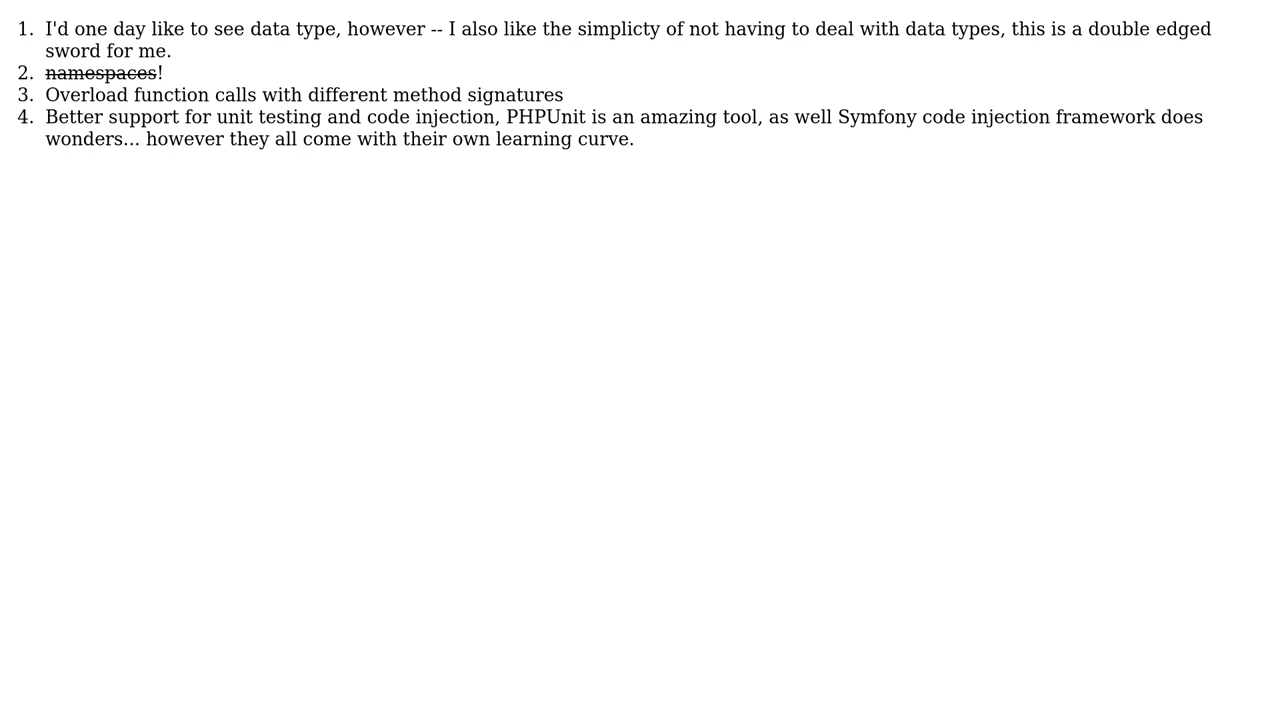 1. I'd one day like to see data type, however -- I also like the simplicty of not having to deal with data types, this is a double edged
sword for me.
2. namespaces!
3. Overload function calls with different method signatures
4. Better support for unit testing and code injection, PHPUnit is an amazing tool, as well Symfony code injection framework does
wonders... however they all come with their own learning curve.